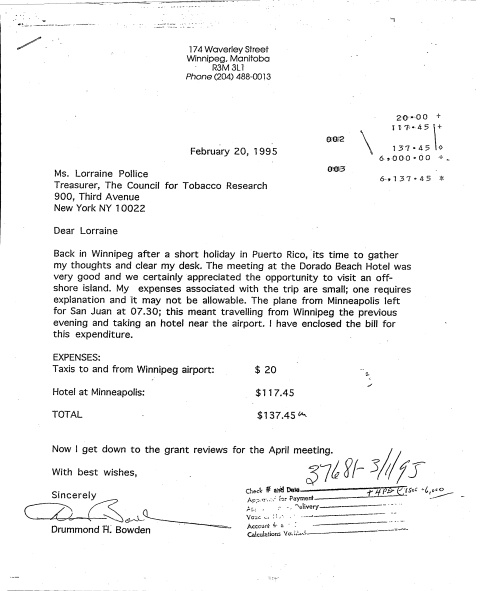 174 Waverley Street
Winnipeg, Manitoba
R3M 3L1
Phone (204) 488-0013
20·00 +
117·45 +
002
137·45 ◊
6,000·00 +
003
6,137·45 *
February 20, 1995
Ms. Lorraine Pollice
Treasurer, The Council for Tobacco Research
900, Third Avenue
New York NY 10022
Dear Lorraine
Back in Winnipeg after a short holiday in Puerto Rico, its time to gather
my thoughts and clear my desk. The meeting at the Dorado Beach Hotel was
very good and we certainly appreciated the opportunity to visit an off-
shore island. My expenses associated with the trip are small; one requires
explanation and it may not be allowable. The plane from Minneapolis left
for San Juan at 07.30; this meant travelling from Winnipeg the previous
evening and taking an hotel near the airport. I have enclosed the bill for
this expenditure.
EXPENSES:
Taxis to and from Winnipeg airport: $ 20
Hotel at Minneapolis: $117.45
TOTAL $137.45
Now I get down to the grant reviews for the April meeting.
With best wishes,
37681-3/1/95
Sincerely
Check # and Date
for Payment
Delivery
Account #
Calculations
Drummond H. Bowden